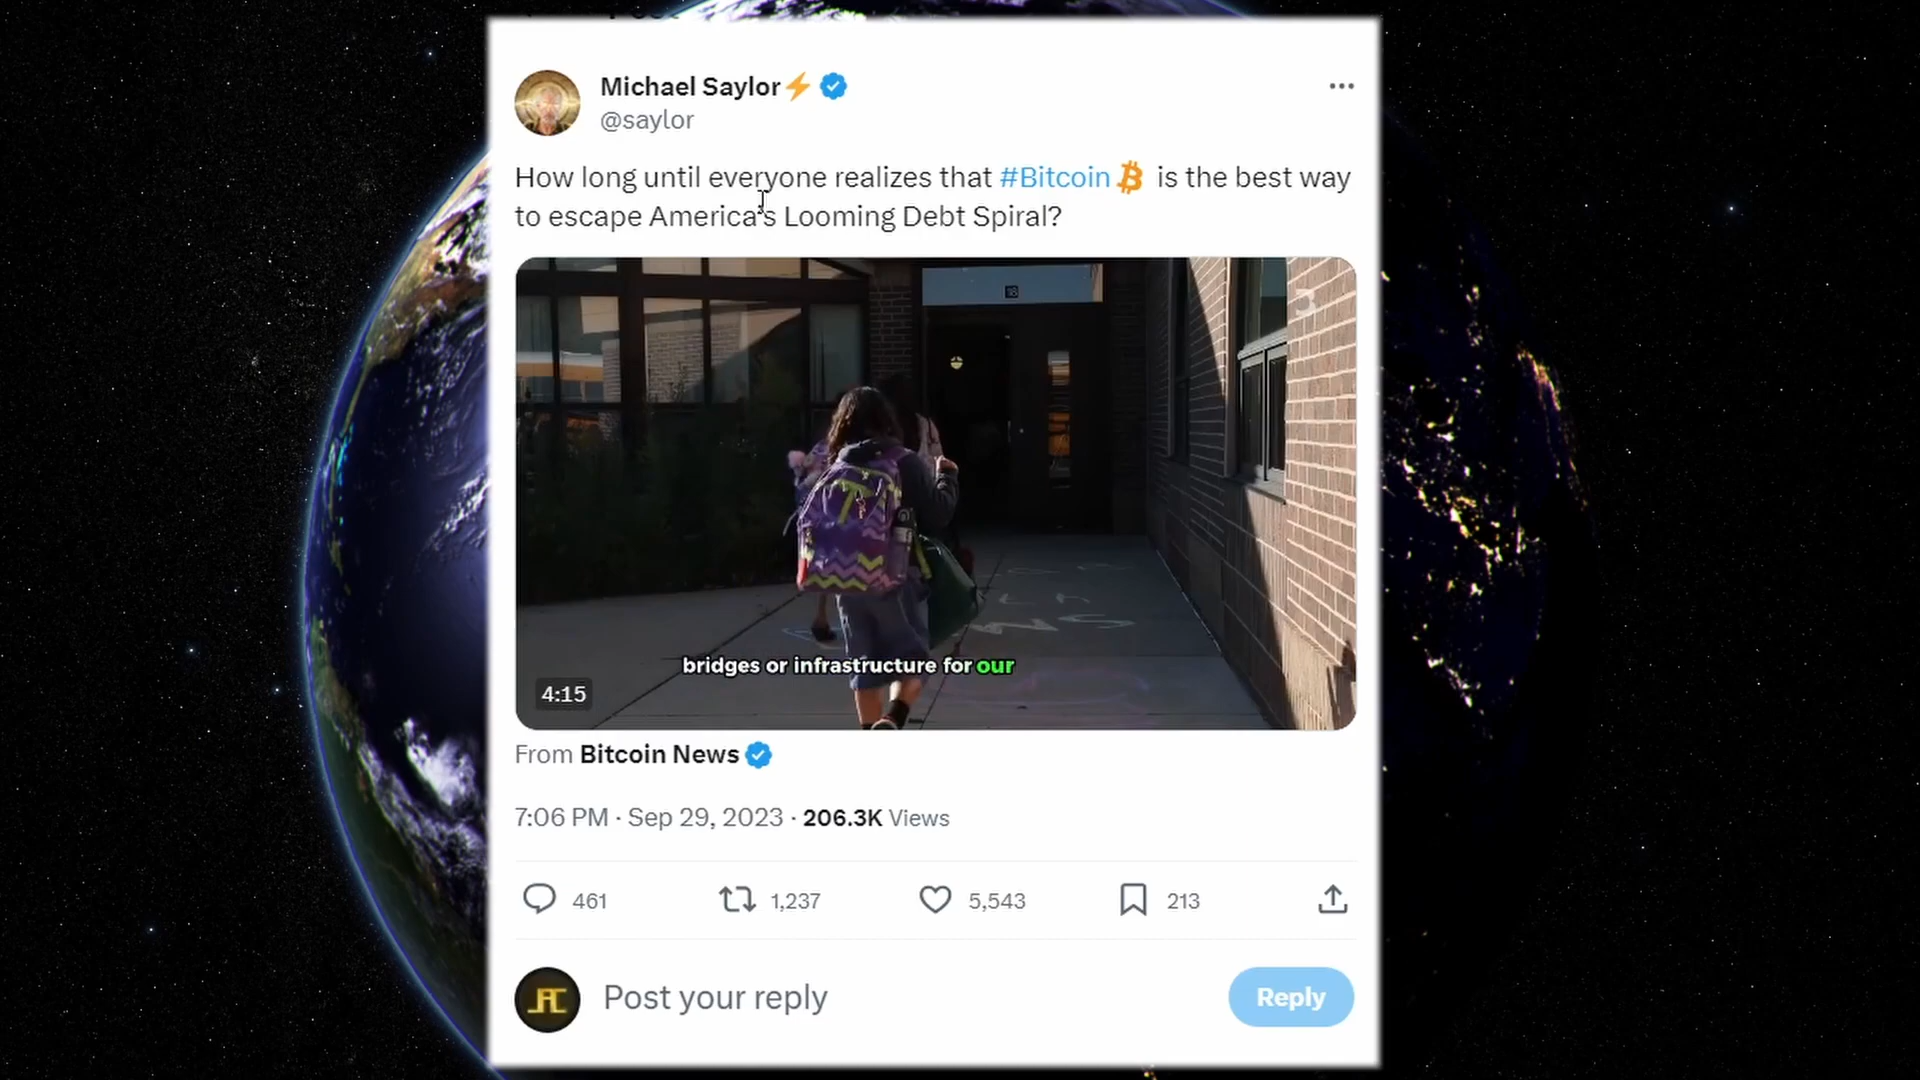 Michael Saylor⚡
@saylor
How long until everyone realizes that #Bitcoin₿ is the best way
to escape America's Looming Debt Spiral?
18
bridges or infrastructure for our
4:15
From Bitcoin News
7:06 PM · Sep 29, 2023 · 206.3K Views
461 1,237 5,543 213
Post your reply
Reply